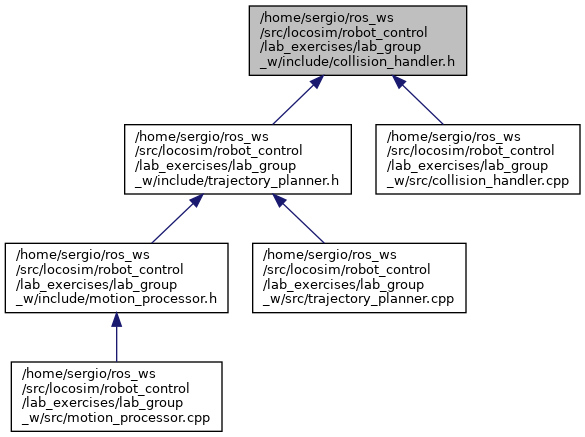 /home/sergio/ros_ws
/src/locosim/robot_control
/lab_exercises/lab_group
_w/include/collision_handler.h
/home/sergio/ros_ws
/src/locosim/robot_control
/lab_exercises/lab_group
_w/include/trajectory_planner.h
/home/sergio/ros_ws
/src/locosim/robot_control
/lab_exercises/lab_group
_w/src/collision_handler.cpp
/home/sergio/ros_ws
/src/locosim/robot_control
/lab_exercises/lab_group
_w/include/motion_processor.h
/home/sergio/ros_ws
/src/locosim/robot_control
/lab_exercises/lab_group
_w/src/trajectory_planner.cpp
/home/sergio/ros_ws
/src/locosim/robot_control
/lab_exercises/lab_group
_w/src/motion_processor.cpp